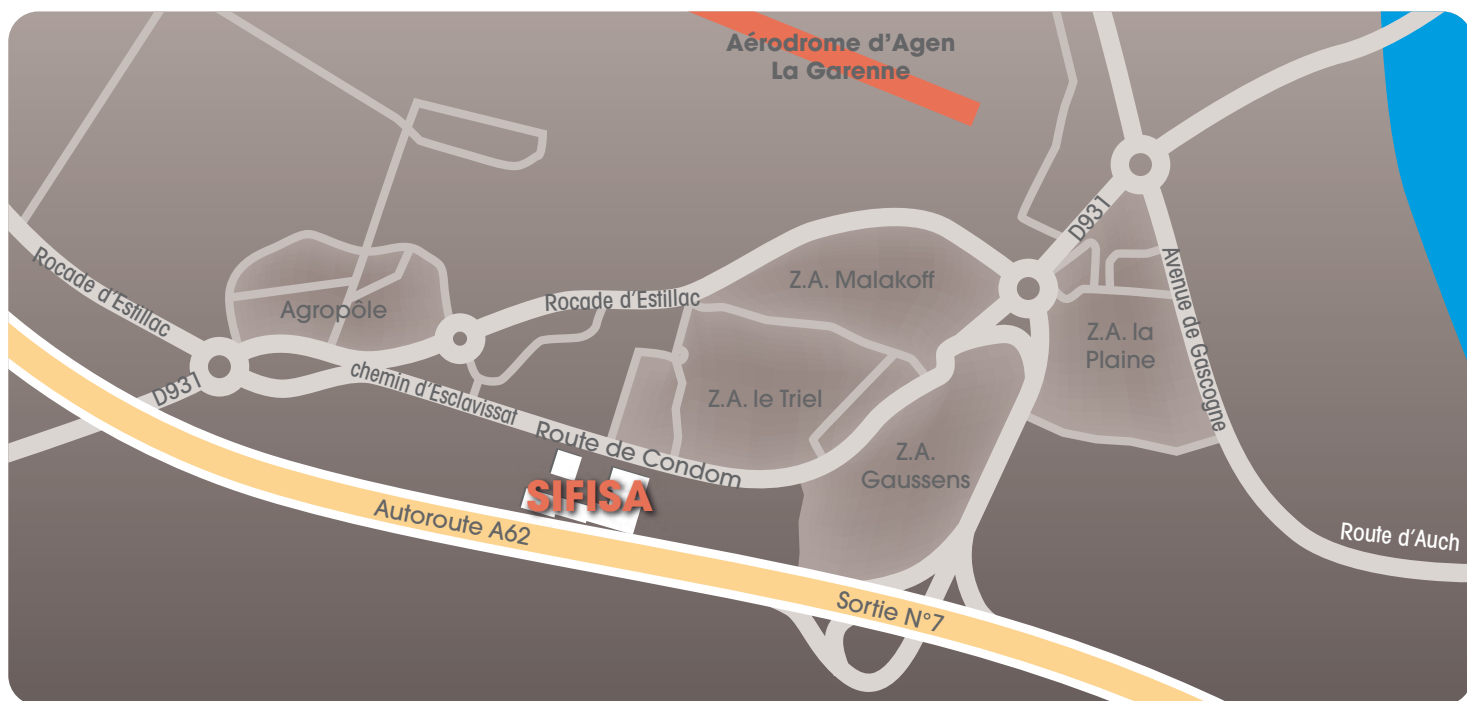 Aérodrome d'Agen
La Garenne
D931
Rocade d'Estillac
Z.A. Malakoff
Avenue de Gascogne
Rocade d'Estillac
Agropôle
Z.A. la
Plaine
chemin d'Esclavissat
D931
Z.A. le Triel
Route de Condom
Z.A.
Gaussens
SIFISA
Autoroute A62
Route d'Auch
Sortie N°7